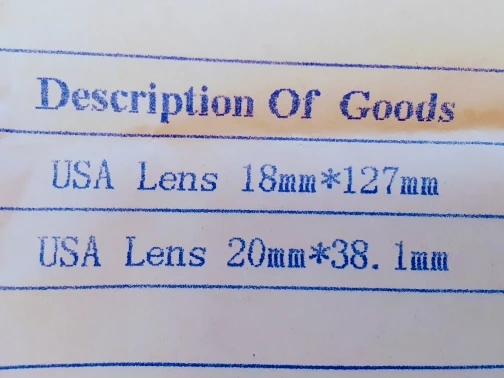 Description Of Goods
USA Lens 18mm*127mm
USA Lens 20mm*38.1mm